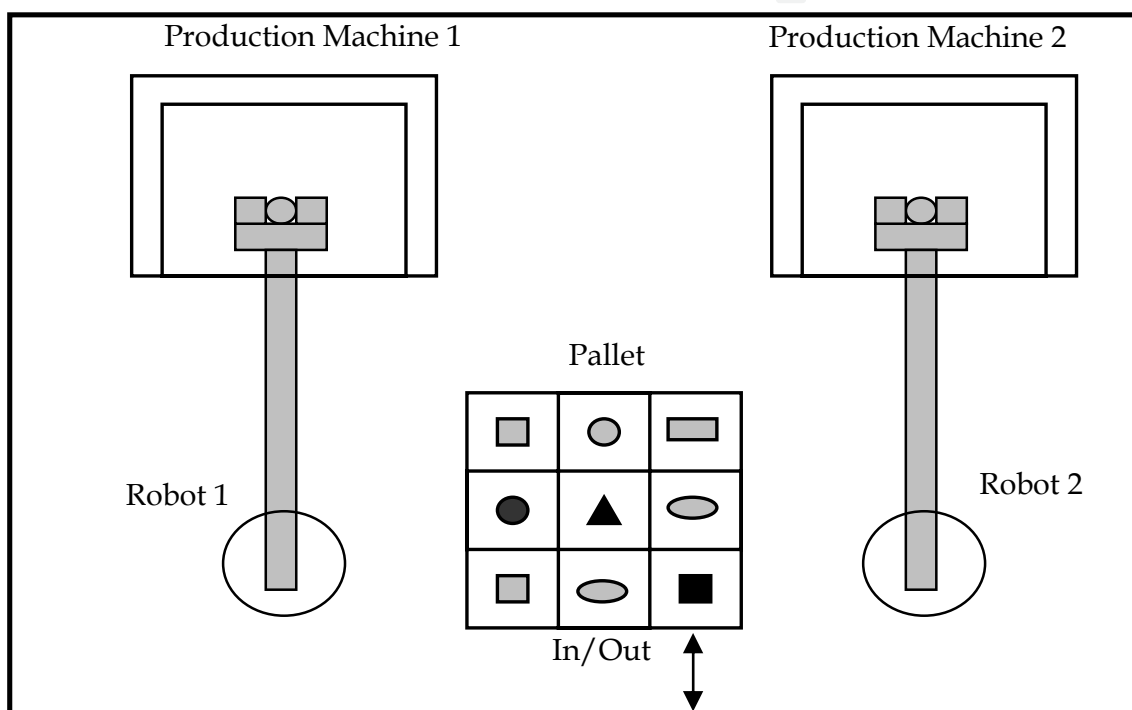 Production Machine 1
Production Machine 2
Pallet
Robot 1
Robot 2
In/Out